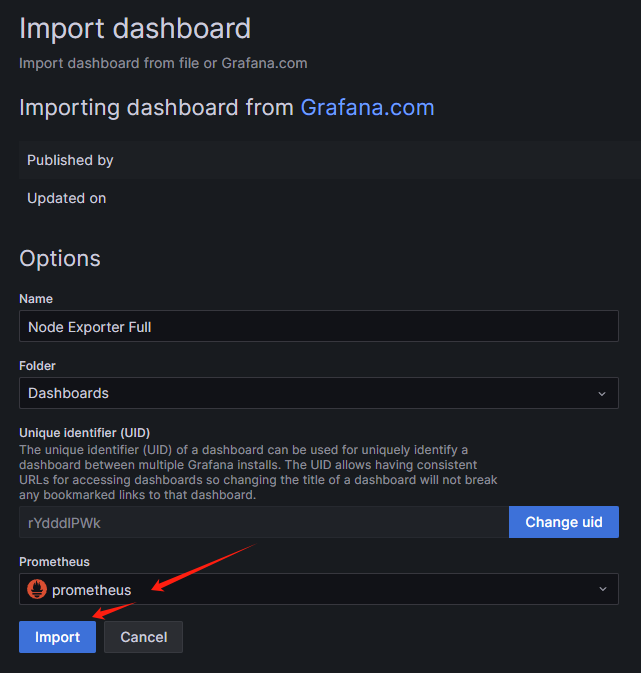 Import dashboard
Import dashboard from file or Grafana.com
Importing dashboard from Grafana.com
Published by
Updated on
Options
Name
Node Exporter Full
Folder
Dashboards
Unique identifier (UID)
The unique identifier (UID) of a dashboard can be used for uniquely identify a
dashboard between multiple Grafana installs. The UID allows having consistent
URLs for accessing dashboards so changing the title of a dashboard will not break
any bookmarked links to that dashboard.
rYdddlPWk Change uid
Prometheus
prometheus
Import Cancel